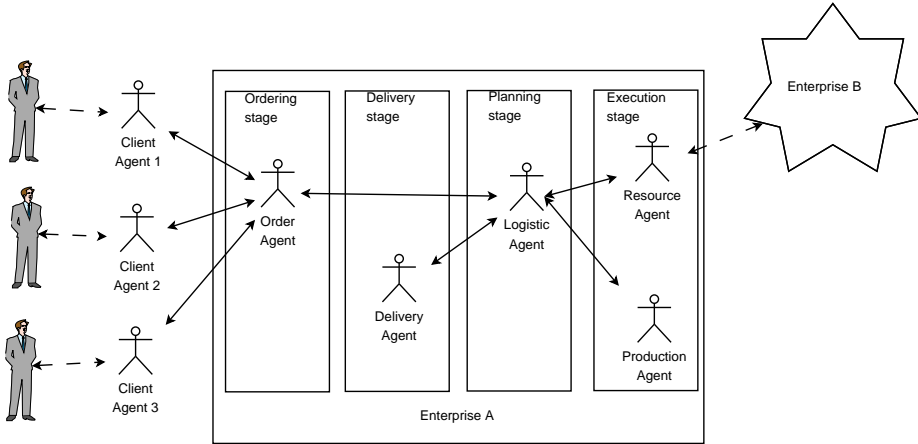 Client
Agent 1
Client
Agent 2
Client
Agent 3
Ordering
stage
Order
Agent
Delivery
stage
Delivery
Agent
Planning
stage
Logistic
Agent
Execution
stage
Resource
Agent
Production
Agent
Enterprise A
Enterprise B